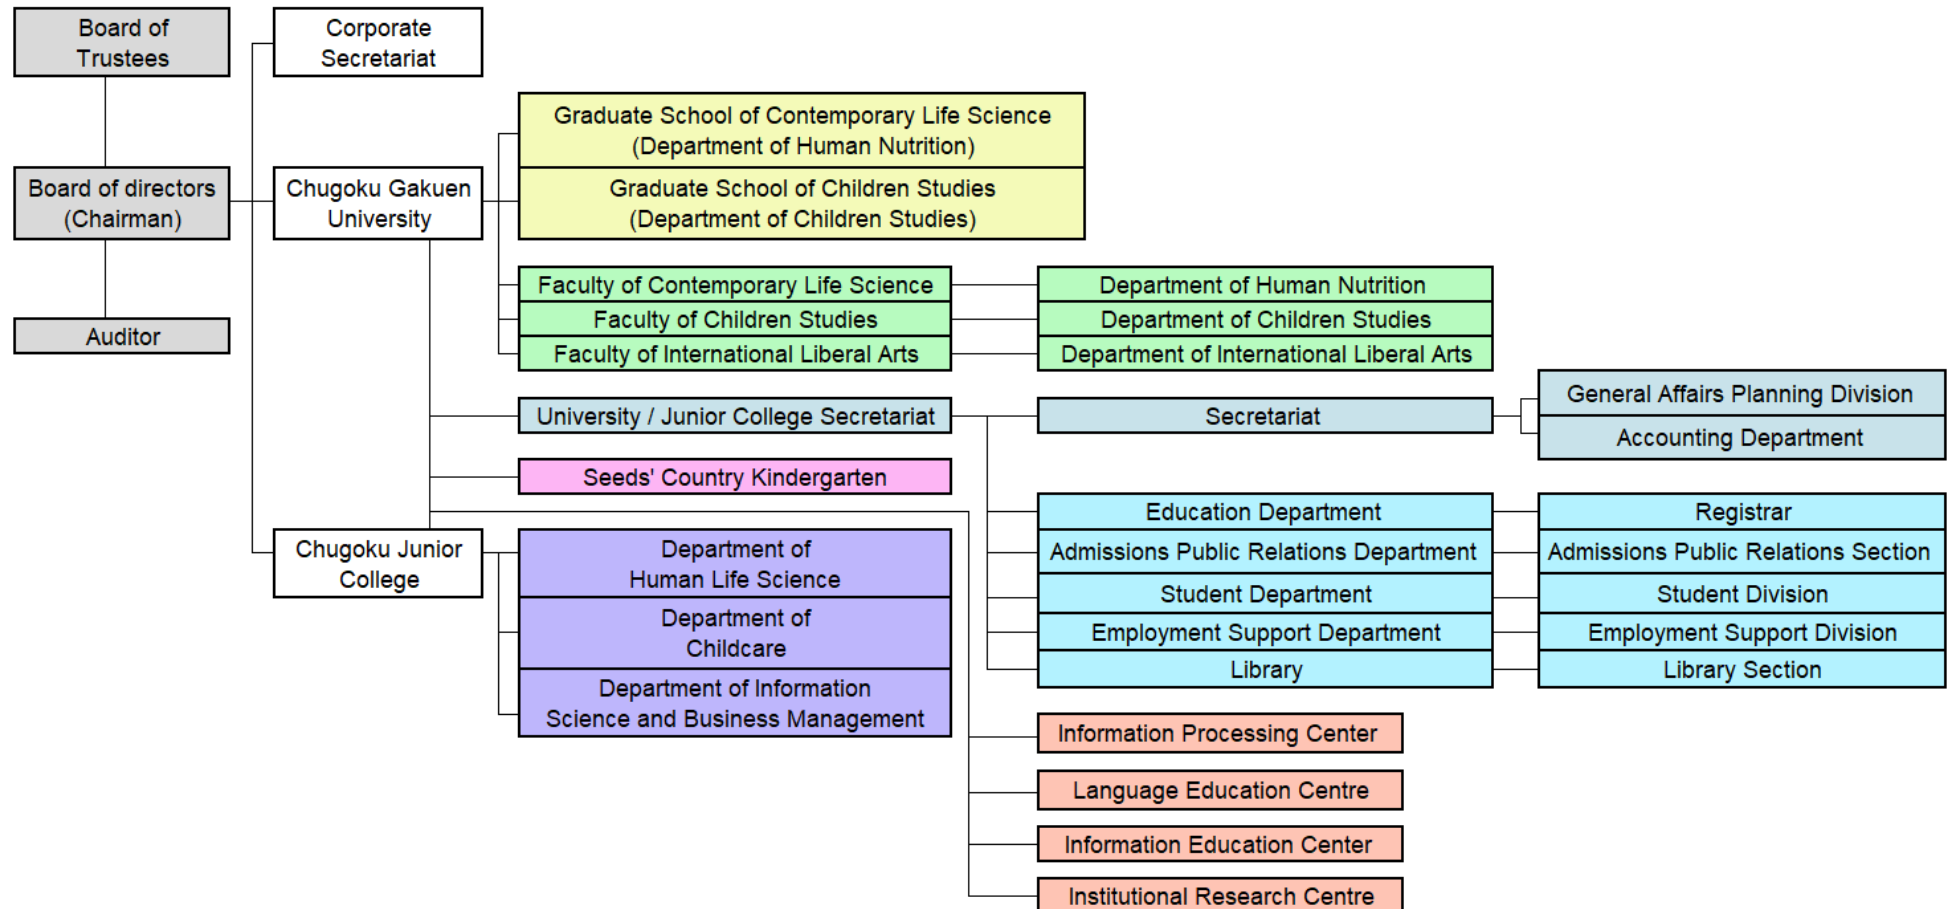 Board of
Trustees
Corporate
Secretariat
Graduate School of Contemporary Life Science
(Department of Human Nutrition)
Board of directors
(Chairman)
Chugoku Gakuen
University
Graduate School of Children Studies
(Department of Children Studies)
Faculty of Contemporary Life Science
Department of Human Nutrition
Auditor
Faculty of Children Studies
Department of Children Studies
Faculty of International Liberal Arts
Department of International Liberal Arts
General Affairs Planning Division
University / Junior College Secretariat
Secretariat
Accounting Department
Seeds' Country Kindergarten
Education Department
Registrar
Chugoku Junior
College
Department of
Human Life Science
Admissions Public Relations Department
Admissions Public Relations Section
Student Department
Student Division
Department of
Childcare
Employment Support Department
Employment Support Division
Library
Library Section
Department of Information
Science and Business Management
Information Processing Center
Language Education Centre
Information Education Center
Institutional Research Centre